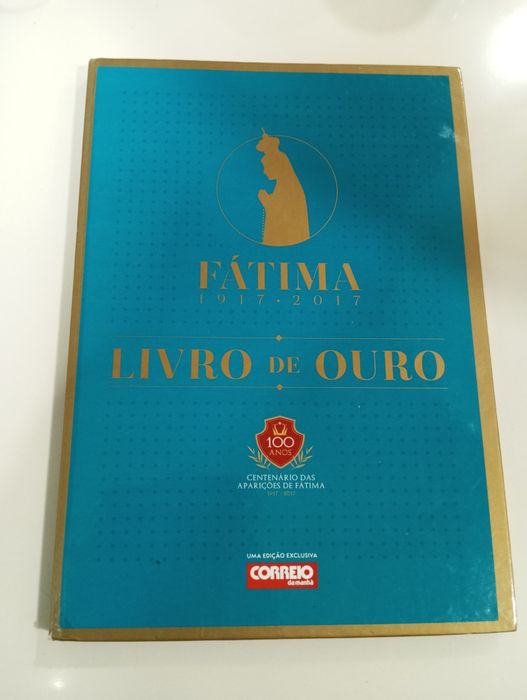 FÁTIMA
1917 • 2017
LIVRO DE OURO
100
ANOS
CENTENÁRIO DAS
APARIÇÕES DE FÁTIMA
1917 - 2017
UMA EDIÇÃO EXCLUSIVA
CORREIO
da manhã